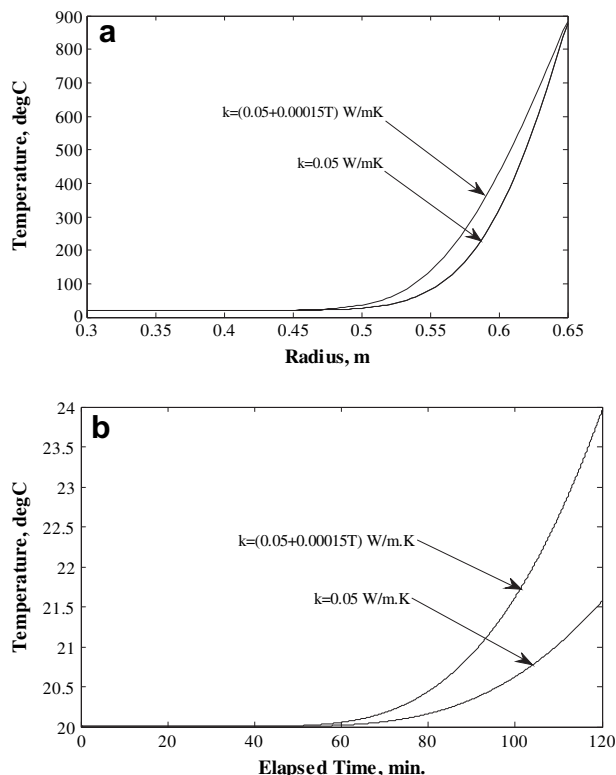 a
Temperature, degC
900
800
700
600
500
400
300
200
100
0
k=(0.05+0.00015T) W/mK
k=0.05 W/mK
0.3 0.35 0.4 0.45 0.5 0.55 0.6 0.65
Radius, m
b
Temperature, degC
24
23.5
23
22.5
22
21.5
21
20.5
20
k=(0.05+0.00015T) W/m.K
k=0.05 W/m.K
0 20 40 60 80 100 120
Elapsed Time, min.